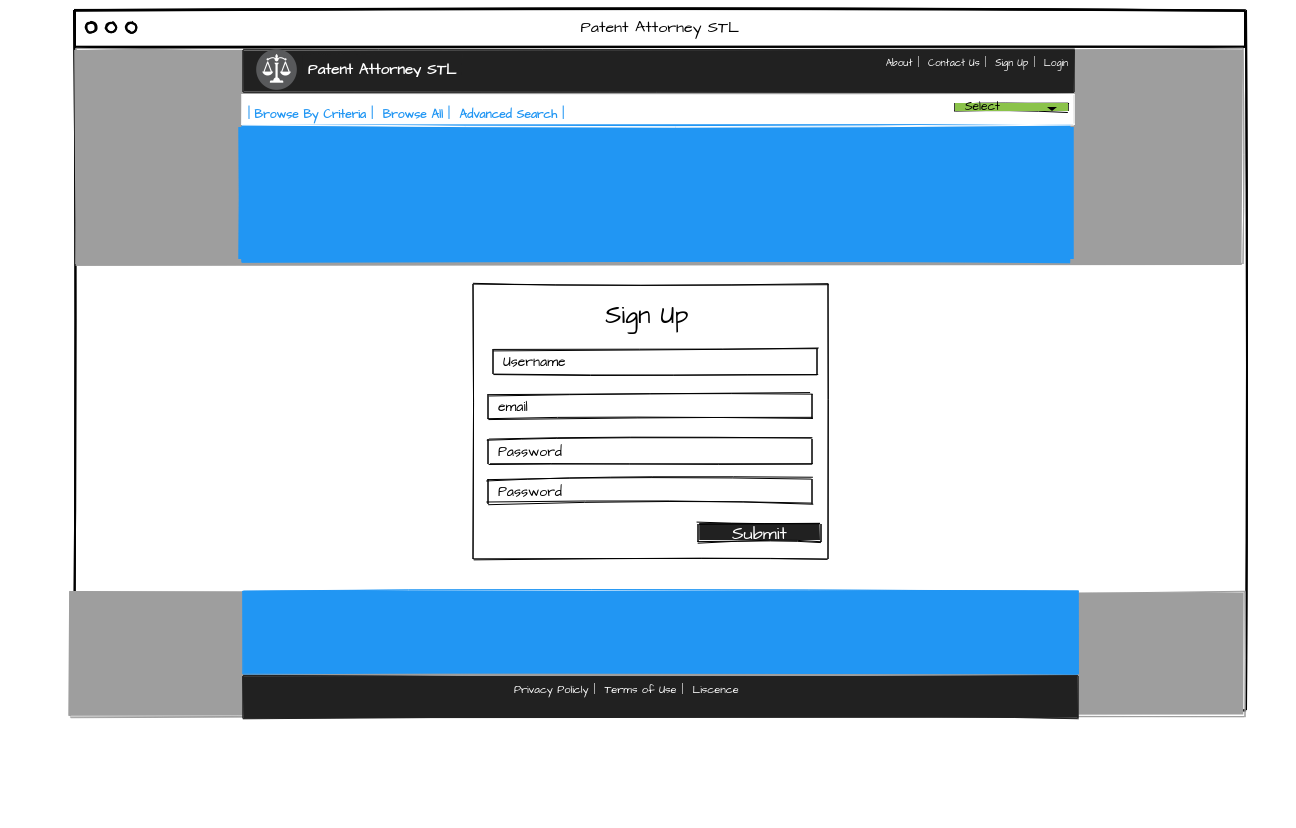 Patent Attorney STL
Patent Attorney STL
About | Contact Us | Sign Up | Login
| Browse By Criteria | Browse All | Advanced Search |
Select
Sign Up
Username
email
Password
Password
Submit
Privacy Policly | Terms of Use | Liscence